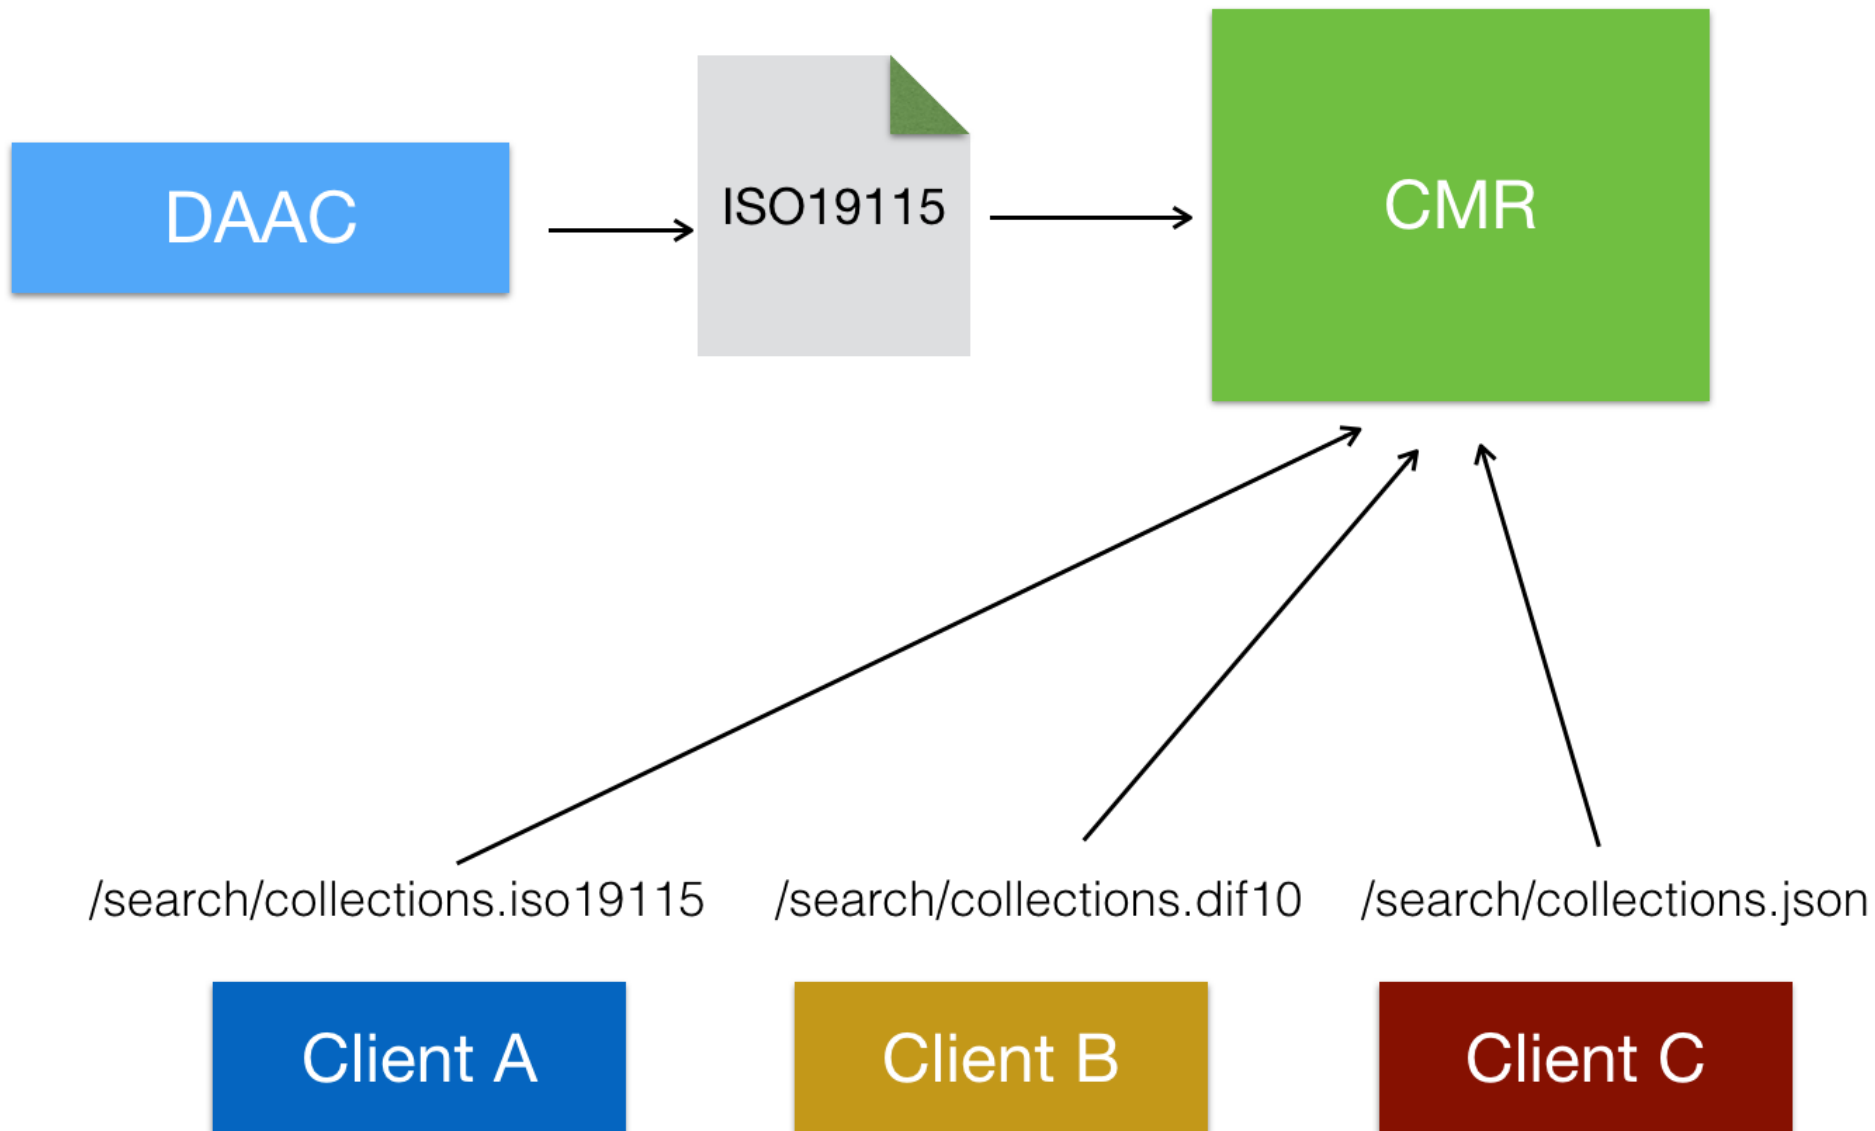 DAAC
ISO19115
CMR
/search/collections.iso19115
/search/collections.dif10
/search/collections.json
Client A
Client B
Client C